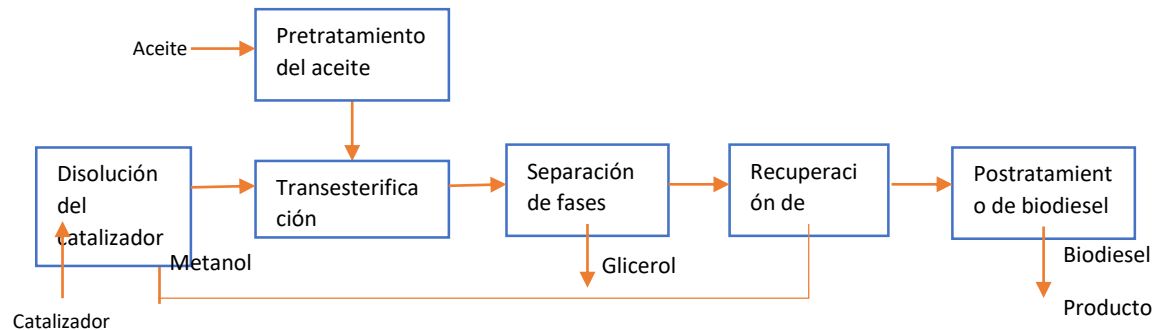 Aceite
Pretratamiento
del aceite
Disolución
del
catalizador
Transesterifica
ción
Separación
de fases
Recuperaci
ón de
Postratamient
o de biodiesel
Metanol
Glicerol
Biodiesel
Producto
Catalizador